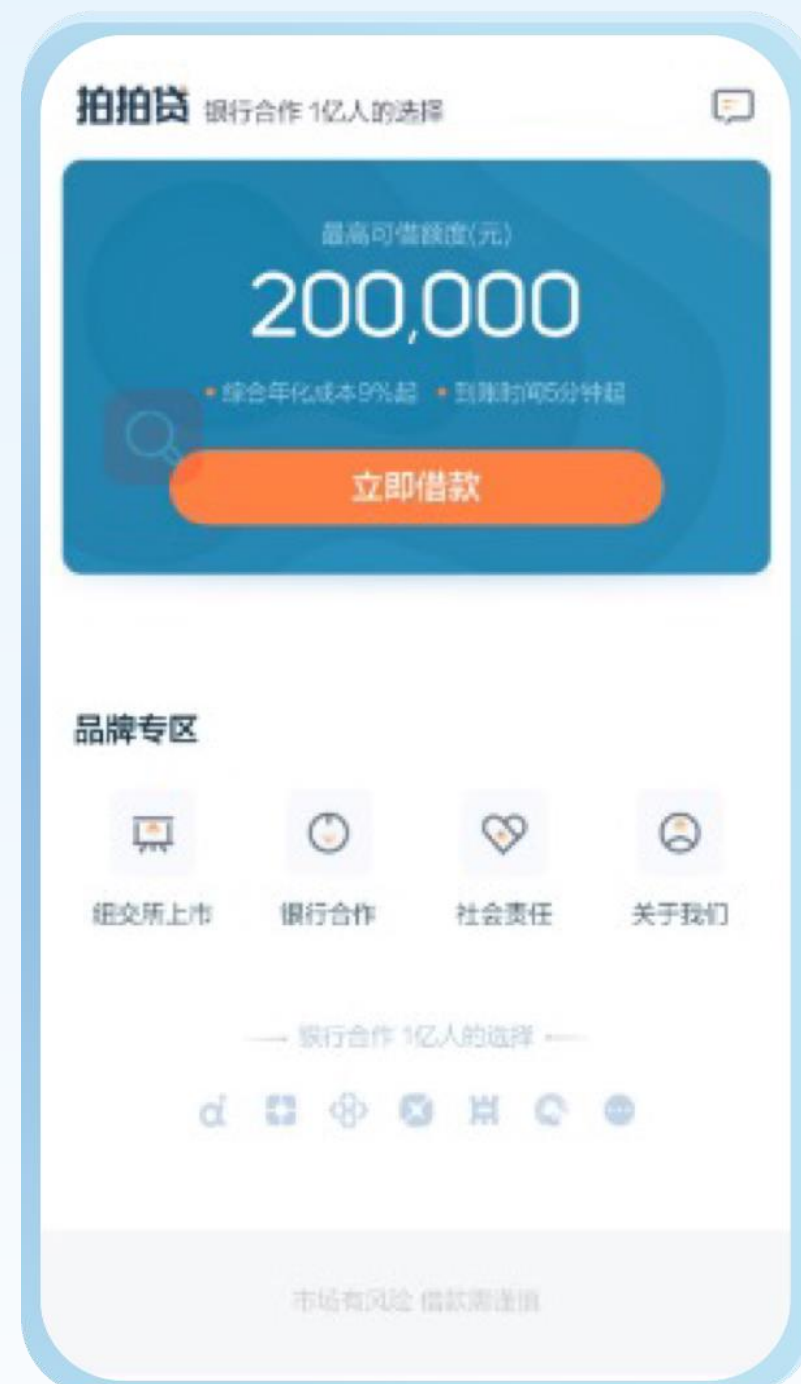 拍拍贷 银行合作 1亿人的选择
最高可借额度(元)
200,000
• 综合年化成本9%起 • 到账时间5分钟起
立即借款
品牌专区
纽交所上市 银行合作 社会责任 关于我们
银行合作 1亿人的选择
市场有风险 借款需谨慎